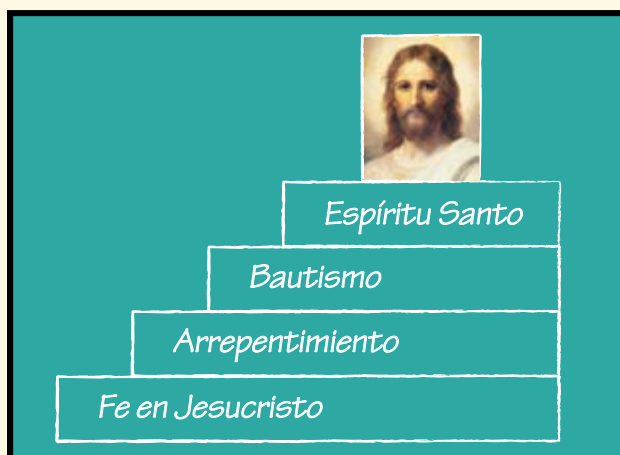 Espíritu Santo
Bautismo
Arrepentimiento
Fe en Jesucristo